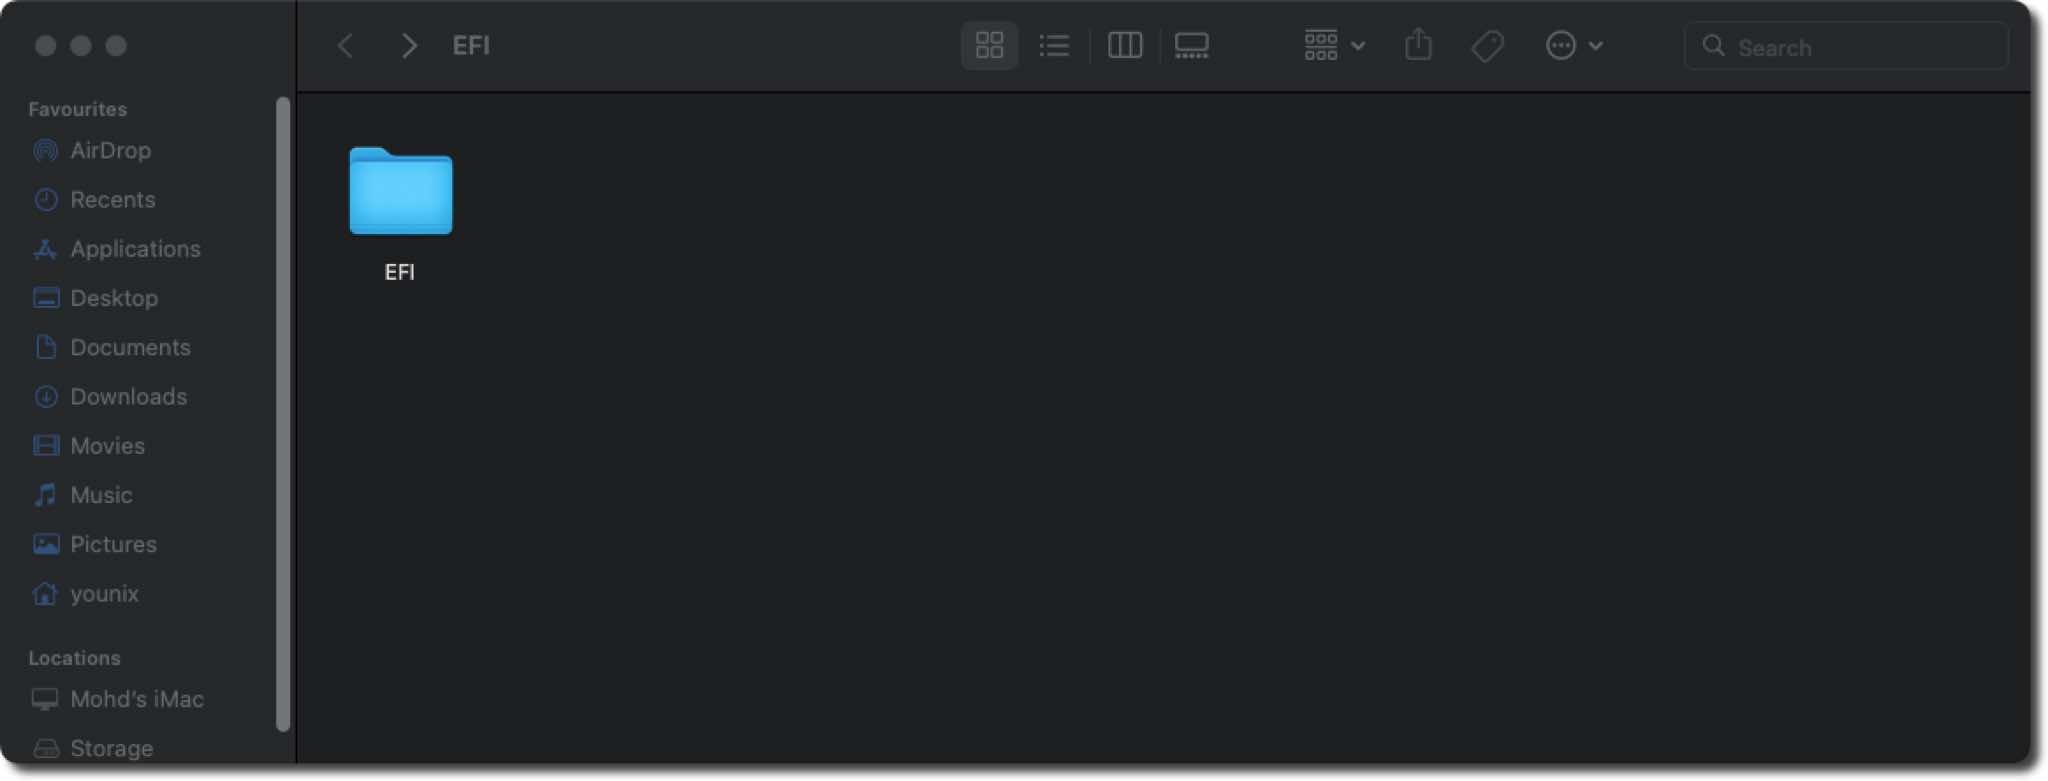 EFI
Search
Favourites
AirDrop
Recents
Applications
Desktop
Documents
Downloads
Movies
Music
Pictures
younix
Locations
Mohd's iMac
Storage
EFI